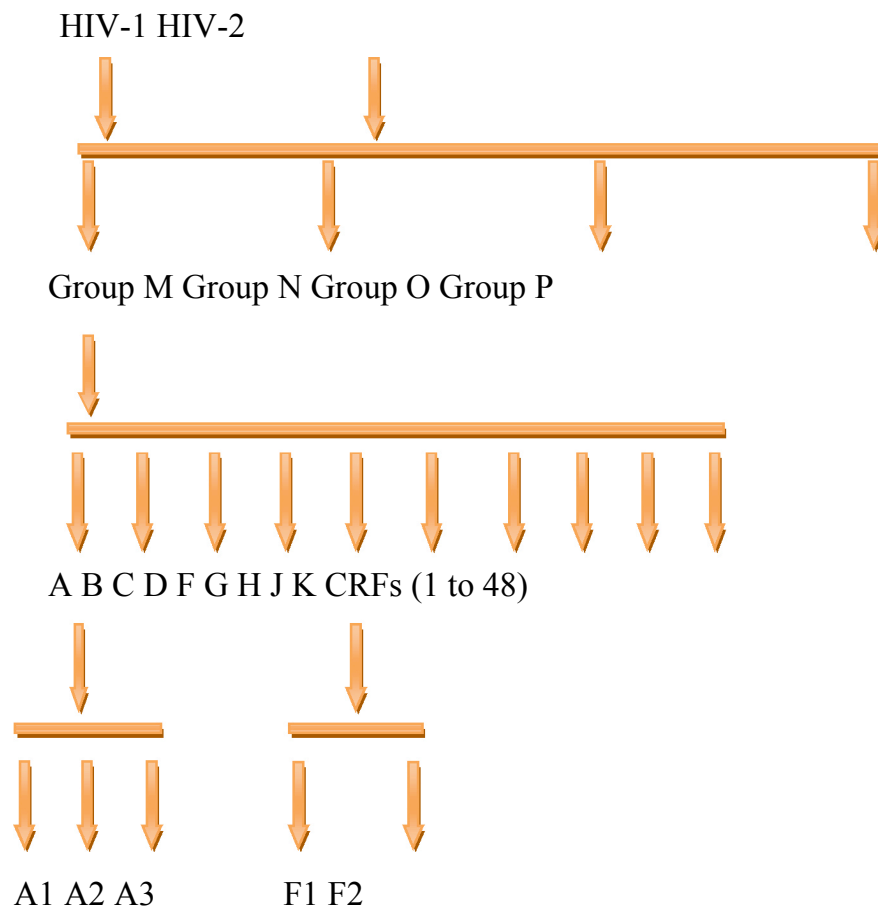 HIV-1 HIV-2
Group M Group N Group O Group P
A B C D F G H J K CRFs (1 to 48)
A1 A2 A3 F1 F2